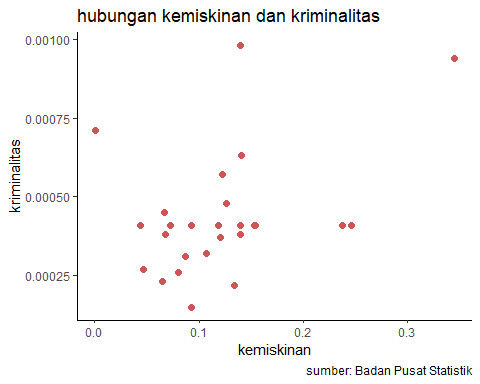 hubungan kemiskinan dan kriminalitas
0.00100
0.00075
0.00050
0.00025
kriminalitas
0.0 0.1 0.2 0.3
kemiskinan
sumber: Badan Pusat Statistik